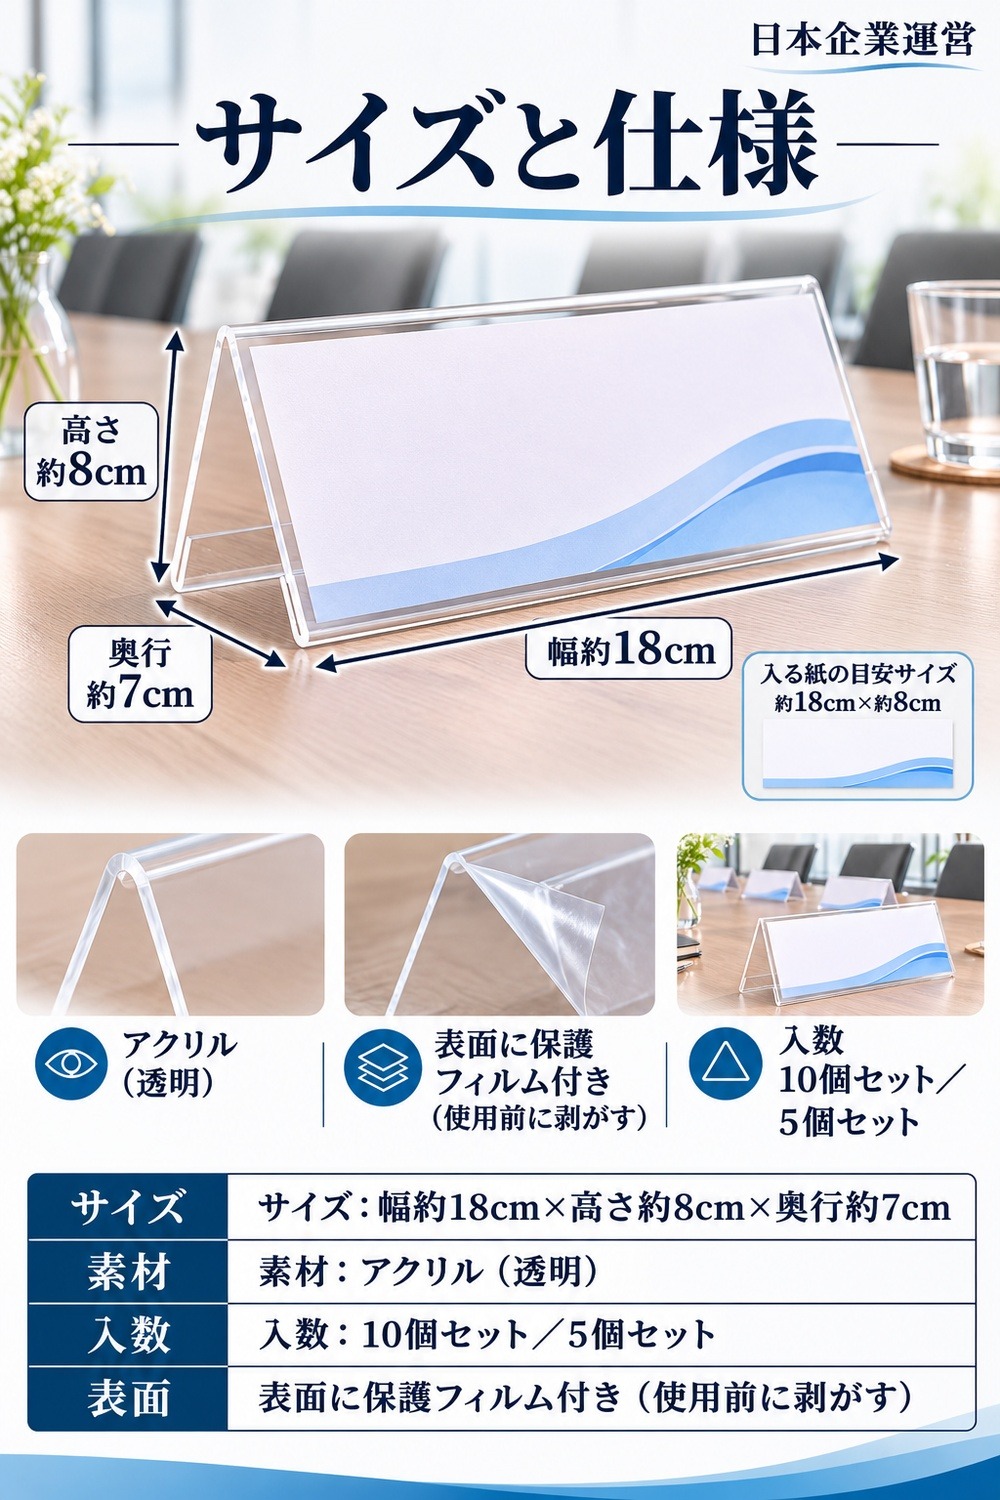 日本企業運営
サイズと仕様
高さ
約8cm
奥行
約7cm
幅約18cm
入る紙の目安サイズ
約18cm×約8cm
アクリル
（透明）
表面に保護
フィルム付き
（使用前に剥がす）
入数
10個セット／
5個セット
サイズ
サイズ：幅約18cm×高さ約8cm×奥行約7cm
素材
素材：アクリル（透明）
入数
入数：10個セット／5個セット
表面
表面に保護フィルム付き（使用前に剥がす）